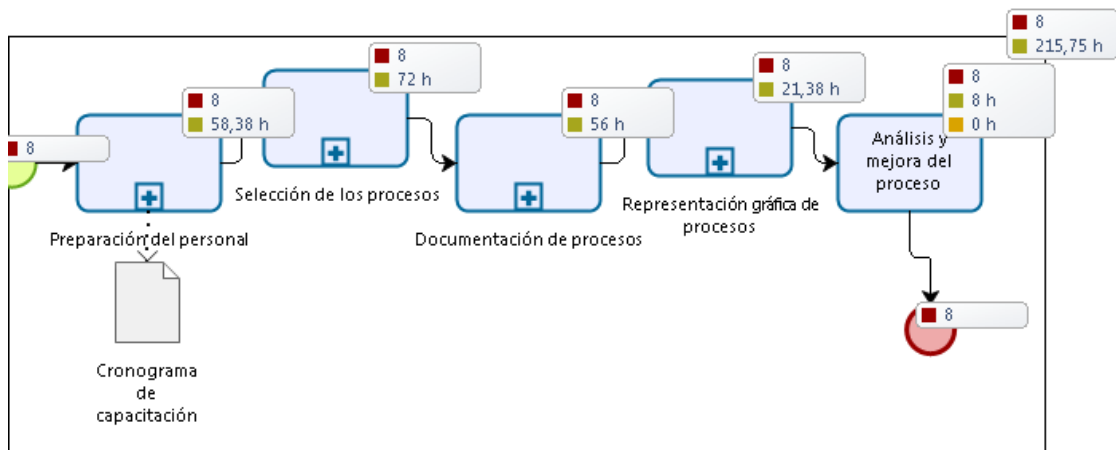 8
8
58,38 h
Preparación del personal
Cronograma
de
capacitación
8
72 h
Selección de los procesos
8
56 h
Documentación de procesos
8
21,38 h
Representación gráfica de
procesos
8
8 h
0 h
Análisis y
mejora del
proceso
8
8
215,75 h